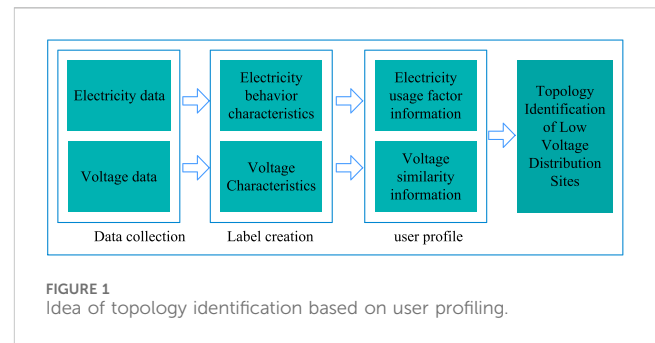 Electricity data
Voltage data
Data collection
Electricity
behavior
characteristics
Voltage
Characteristics
Label creation
Electricity
usage factor
information
Voltage
similarity
information
user profile
Topology
Identification
of Low
Voltage
Distribution
Sites
FIGURE 1
Idea of topology identification based on user profiling.